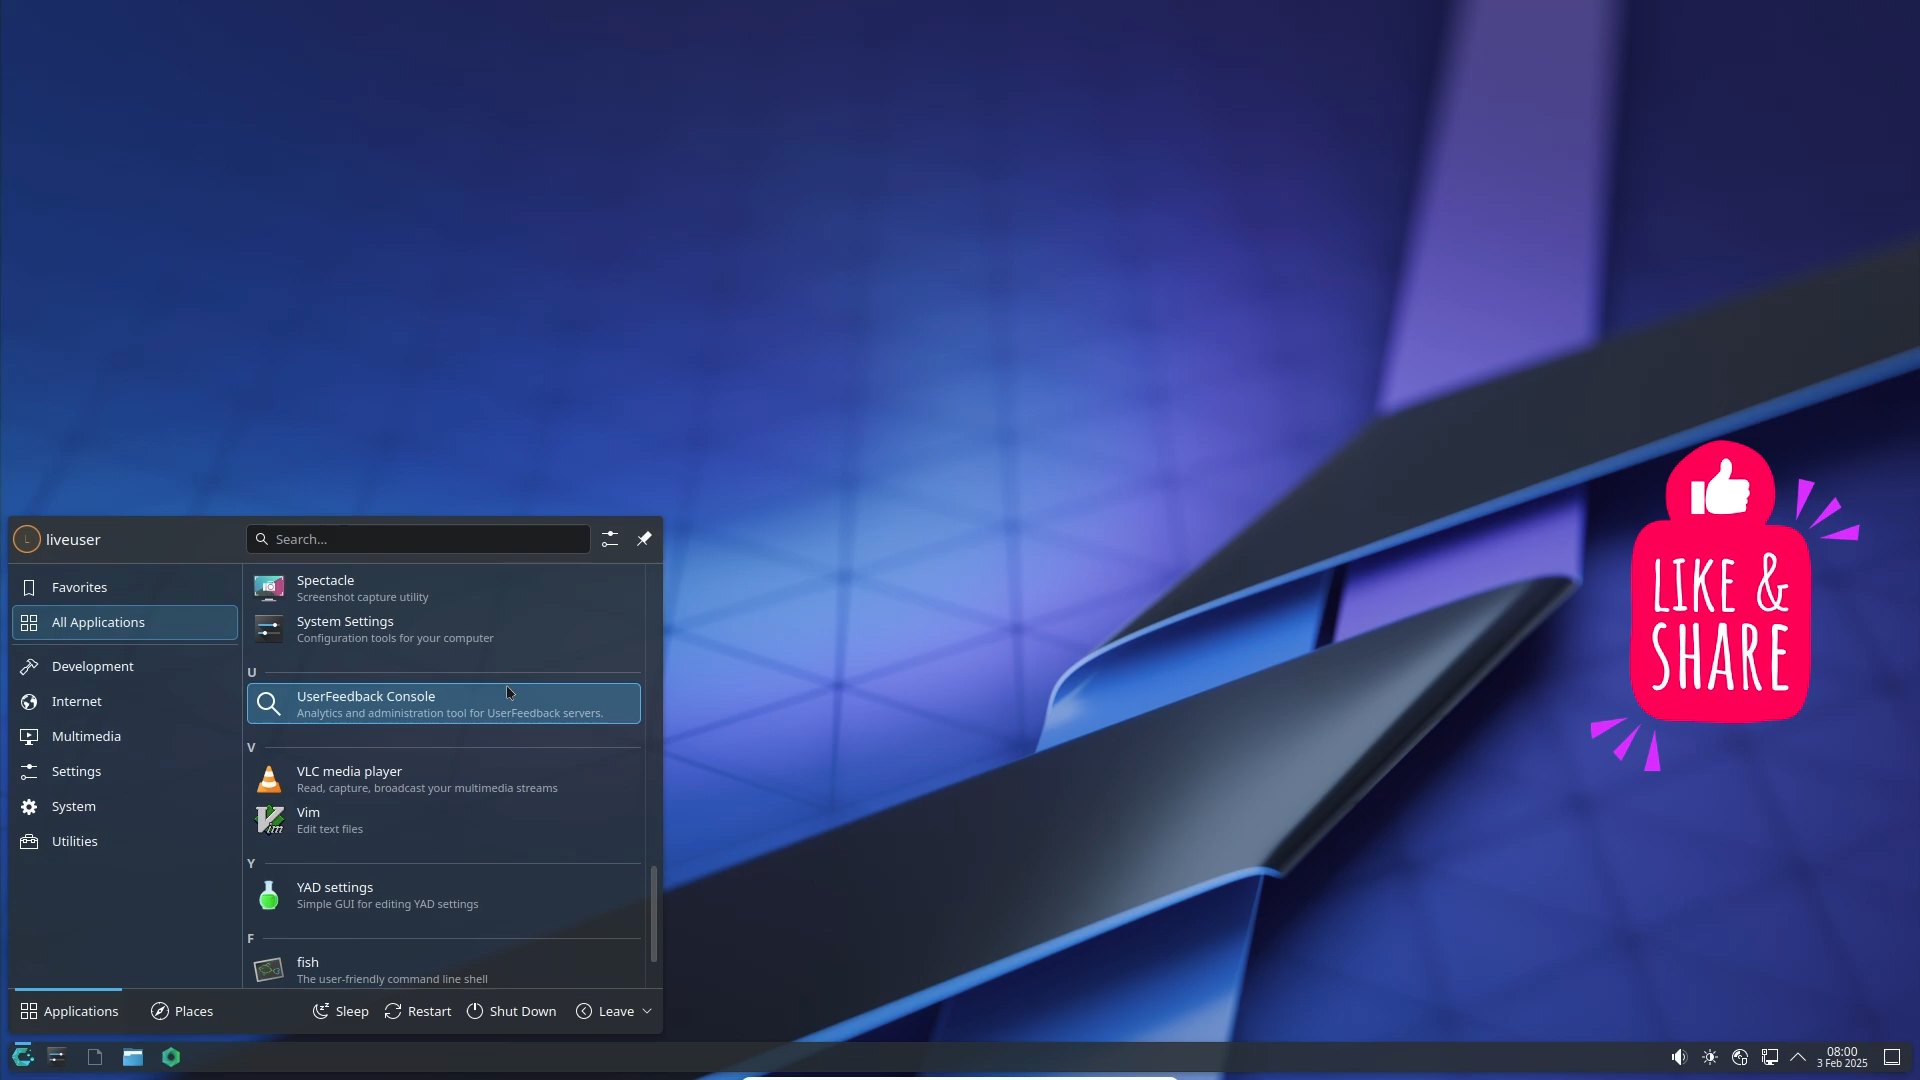 LIKE &
SHARE
liveuser
Search...
Favorites
All Applications
Development
Internet
Multimedia
Settings
System
Utilities
Spectacle
Screenshot capture utility
System Settings
Configuration tools for your computer
U
UserFeedback Console
Analytics and administration tool for UserFeedback servers.
V
VLC media player
Read, capture, broadcast your multimedia streams
Vim
Edit text files
Y
YAD settings
Simple GUI for editing YAD settings
F
fish
The user-friendly command line shell
Applications
Places
Sleep
Restart
Shut Down
Leave
08:00
3 Feb 2025